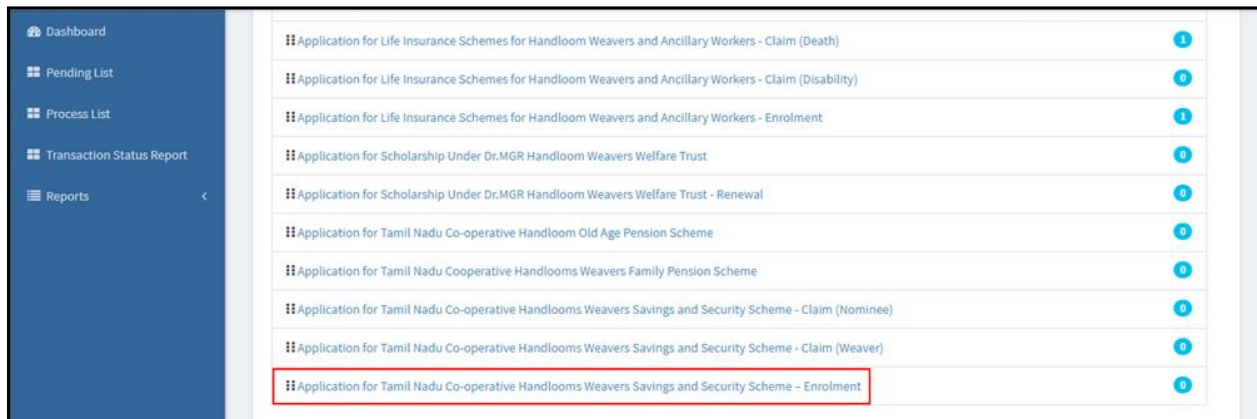 Dashboard
Pending List
Process List
Transaction Status Report
Reports
Application for Life Insurance Schemes for Handloom Weavers and Ancillary Workers - Claim (Death) 1
Application for Life Insurance Schemes for Handloom Weavers and Ancillary Workers - Claim (Disability) 0
Application for Life Insurance Schemes for Handloom Weavers and Ancillary Workers - Enrolment 1
Application for Scholarship Under Dr.MGR Handloom Weavers Welfare Trust 0
Application for Scholarship Under Dr.MGR Handloom Weavers Welfare Trust - Renewal 0
Application for Tamil Nadu Co-operative Handloom Old Age Pension Scheme 0
Application for Tamil Nadu Cooperative Handlooms Weavers Family Pension Scheme 0
Application for Tamil Nadu Co-operative Handlooms Weavers Savings and Security Scheme - Claim (Nominee) 0
Application for Tamil Nadu Co-operative Handlooms Weavers Savings and Security Scheme - Claim (Weaver) 0
Application for Tamil Nadu Co-operative Handlooms Weavers Savings and Security Scheme – Enrolment 0